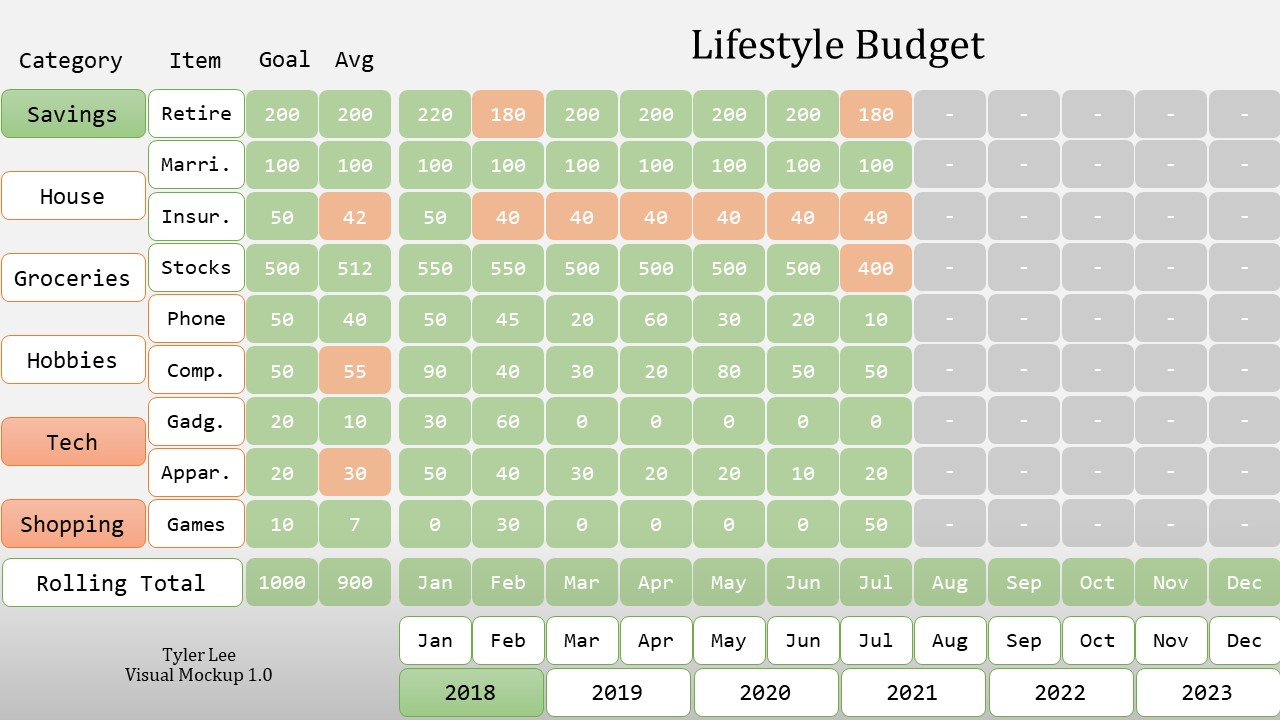 Lifestyle Budget
Category Item Goal Avg
Savings Retire 200 200 220 180 200 200 200 200 180 - - - - -
Marri. 100 100 100 100 100 100 100 100 100 - - - - -
House
Insur. 50 42 50 40 40 40 40 40 40 - - - - -
Groceries Stocks 500 512 550 550 500 500 500 500 400 - - - - -
Phone 50 40 50 45 20 60 30 20 10 - - - - -
Hobbies Comp. 50 55 90 40 30 20 80 50 50 - - - - -
Gadg. 20 10 30 60 0 0 0 0 0 - - - - -
Tech
Appar. 20 30 50 40 30 20 20 10 20 - - - - -
Shopping Games 10 7 0 30 0 0 0 0 50 - - - - -
Rolling Total 1000 900 Jan Feb Mar Apr May Jun Jul Aug Sep Oct Nov Dec
Jan Feb Mar Apr May Jun Jul Aug Sep Oct Nov Dec
Tyler Lee
Visual Mockup 1.0
2018 2019 2020 2021 2022 2023